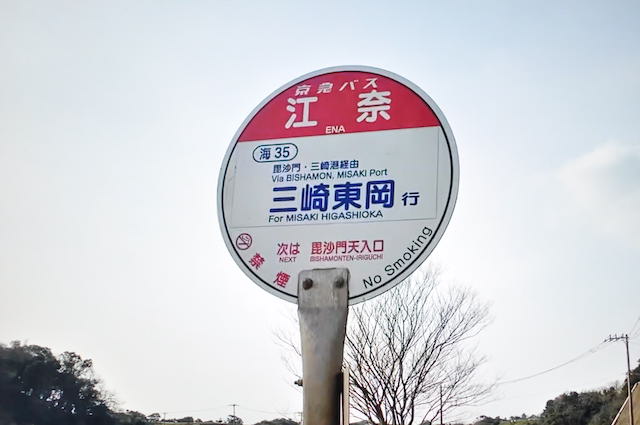 京急バス
江奈
ENA
海35
毘沙門・三崎港経由
Via BISHAMON, MISAKI Port
三崎東岡行
For MISAKI HIGASHIOKA
次は 毘沙門天入口
NEXT BISHAMONTEN-IRIGUCHI
禁煙
No Smoking